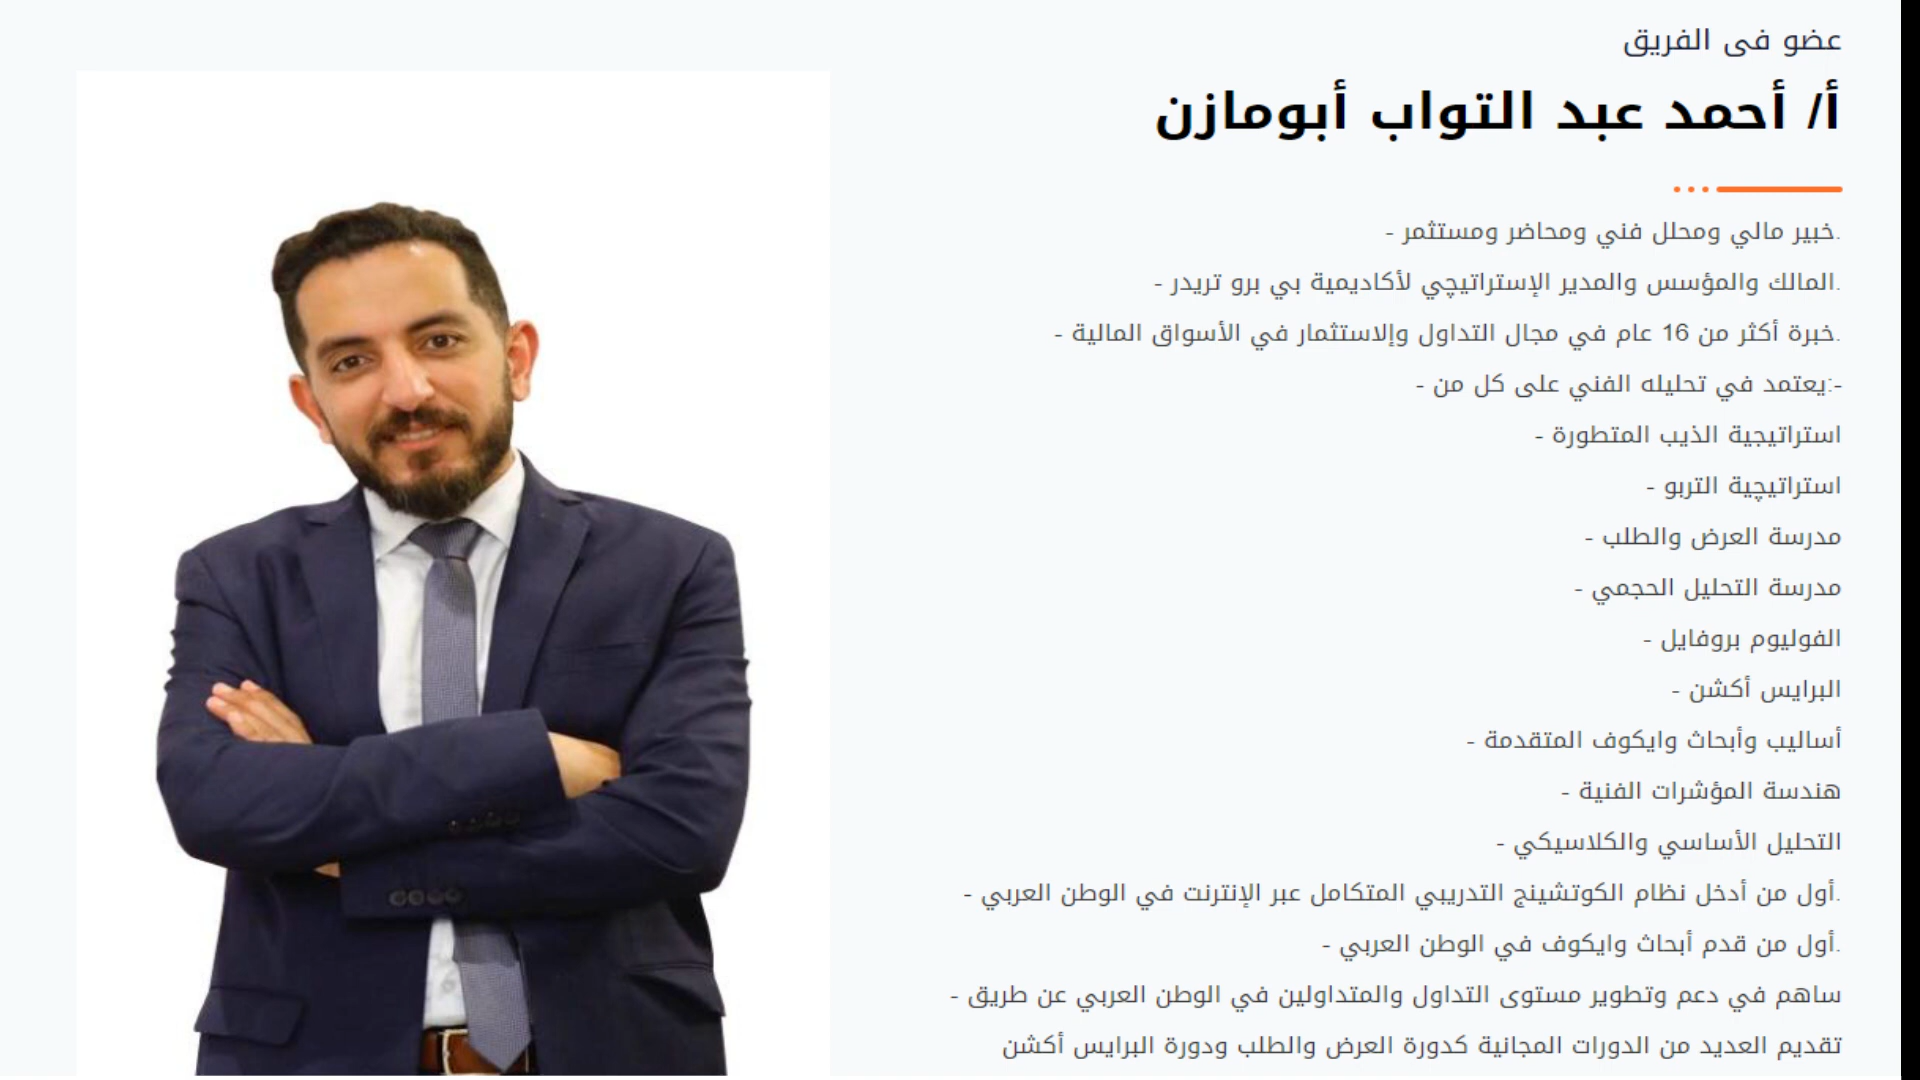 عضو فى الفريق
أ/ أحمد عبد التواب أبومازن
.خبير مالي ومحلل فني ومحاضر ومستثمر -
.المالك والمؤسس والمدير الإستراتيچي لأكاديمية بي برو تريدر -
.خبرة أكثر من 16 عام في مجال التداول وإلاستثمار في الأسواق المالية -
-:يعتمد في تحليله الفني على كل من -
استراتيجية الذيب المتطورة -
استراتيچية التربو -
مدرسة العرض والطلب -
مدرسة التحليل الحجمي -
الفوليوم بروفايل -
البرايس أكشن -
أساليب وأبحاث وايكوف المتقدمة -
هندسة المؤشرات الفنية -
التحليل الأساسي والكلاسيكي -
.أول من أدخل نظام الكوتشينج التدريبي المتكامل عبر الإنترنت في الوطن العربي -
.أول من قدم أبحاث وايكوف في الوطن العربي -
ساهم في دعم وتطوير مستوى التداول والمتداولين في الوطن العربي عن طريق -
تقديم العديد من الدورات المجانية كدورة العرض والطلب ودورة البرايس أكشن